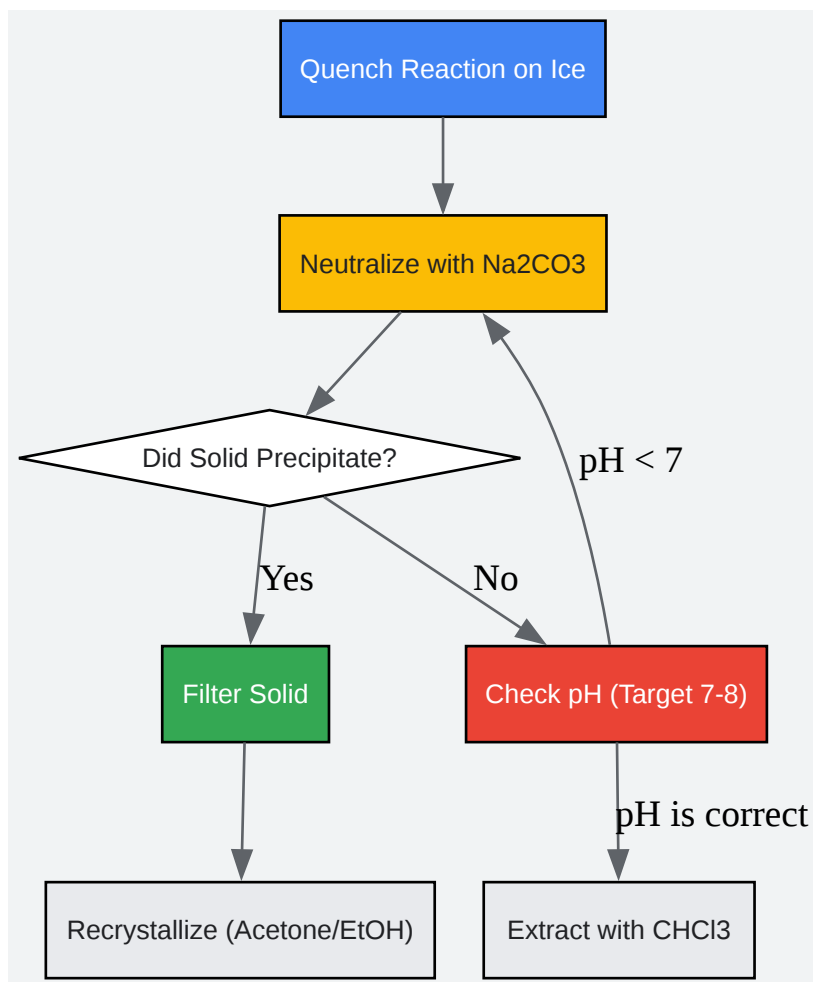 Quench Reaction on Ice
Neutralize with Na2CO3
Did Solid Precipitate?
pH < 7
Yes
No
Filter Solid
Check pH (Target 7-8)
pH is correct
Recrystallize (Acetone/EtOH)
Extract with CHCl3